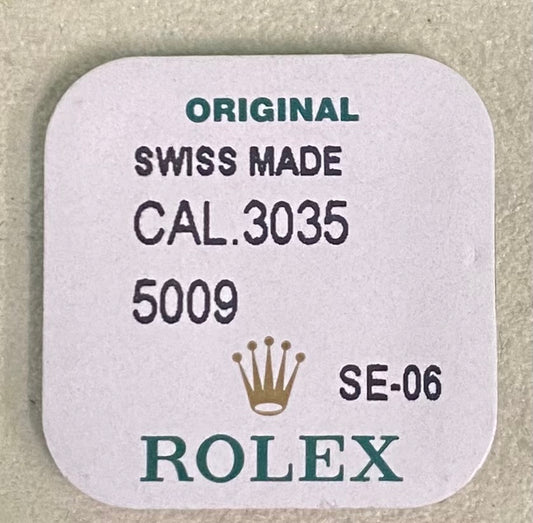 ORIGINAL
SWISS MADE
CAL.3035
5009
SE-06
ROLEX